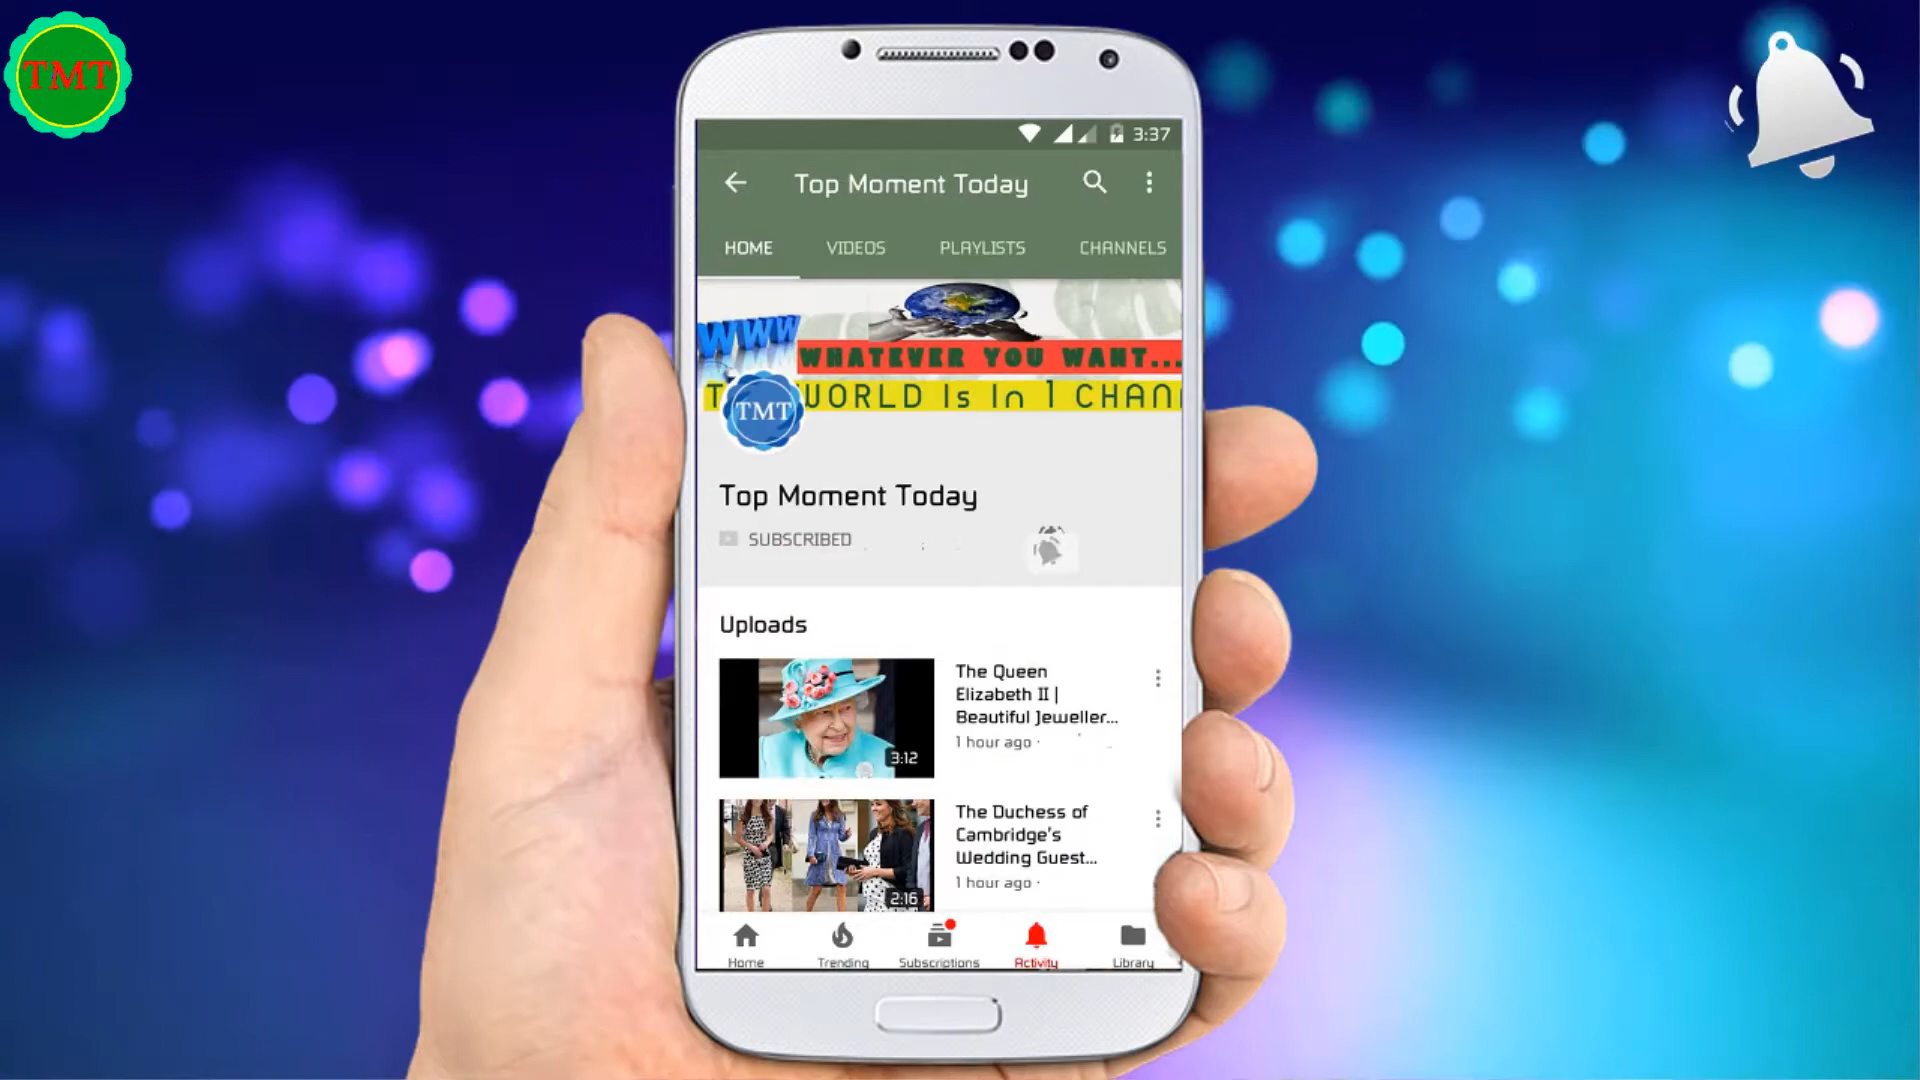 TMT
3:37
Top Moment Today
HOME VIDEOS PLAYLISTS CHANNELS
WWW
WHATEVER YOU WANT...
WORLD Is In 1
TMT
Top Moment Today
SUBSCRIBED
Uploads
The Queen
Elizabeth II |
Beautiful Jeweller...
1 hour ago ·
3:12
The Duchess of
Cambridge's
Wedding Guest...
1 hour ago ·
2:16
Home Trending Subscriptions Activity Library